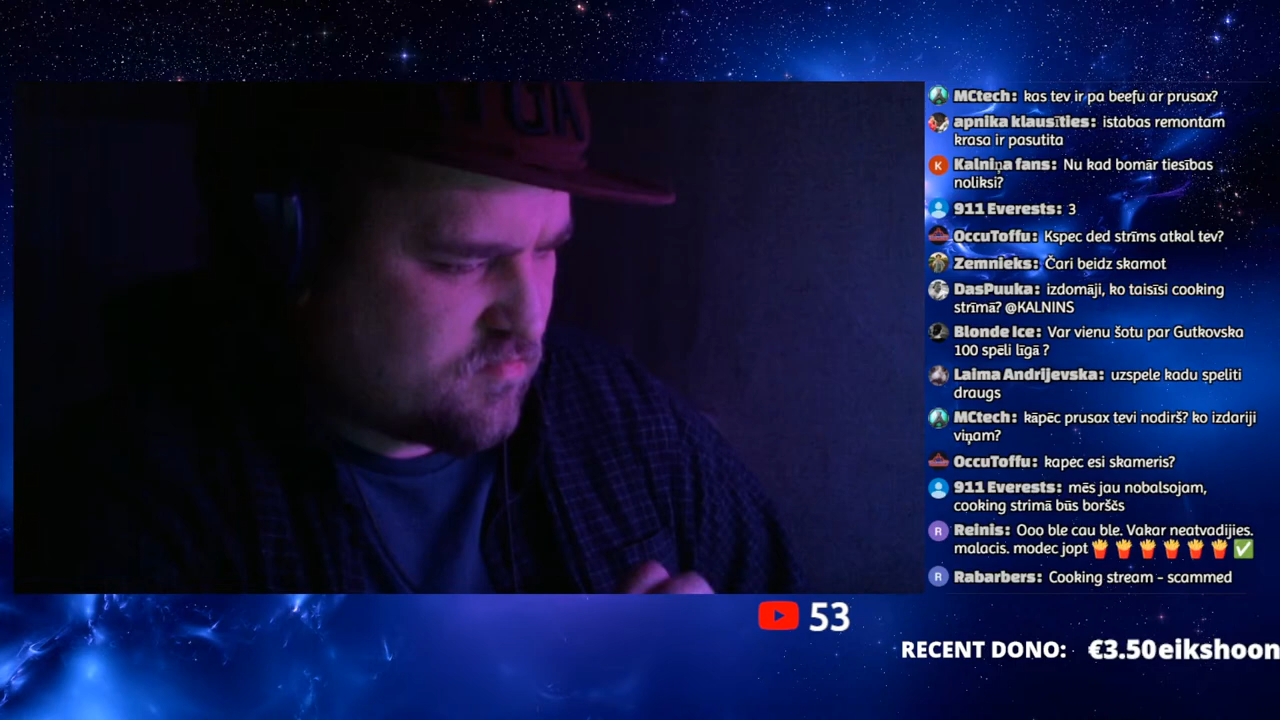 MCtech: kas tev ir pa beefu ar prusax?
apnika klausīties: istabas remontam
krasa ir pasutita
Kalniņa fans: Nu kad bomār tiesības
noliksi?
911 Everests: 3
OccuToffu: Kspec ded strīms atkal tev?
Zemnieks: Čari beidz skamot
DasPuuka: izdomāji, ko taisīsi cooking
strīmā? @KALNINS
Blonde Ice: Var vienu šotu par Gutkovska
100 spēli līgā ?
Laima Andrijevska: uzspele kadu speliti
draugs
MCtech: kāpēc prusax tevi nodirš? ko izdariji
viņam?
OccuToffu: kapec esi skameris?
911 Everests: mēs jau nobalsojam,
cooking strimā būs borščs
Reinis: Ooo ble cau ble. Vakar neatvadijies.
malacis. modec jopt 🍟🍟🍟🍟🍟🍟✅
Rabarbers: Cooking stream - scammed
53
RECENT DONO: €3.50 eikshoon